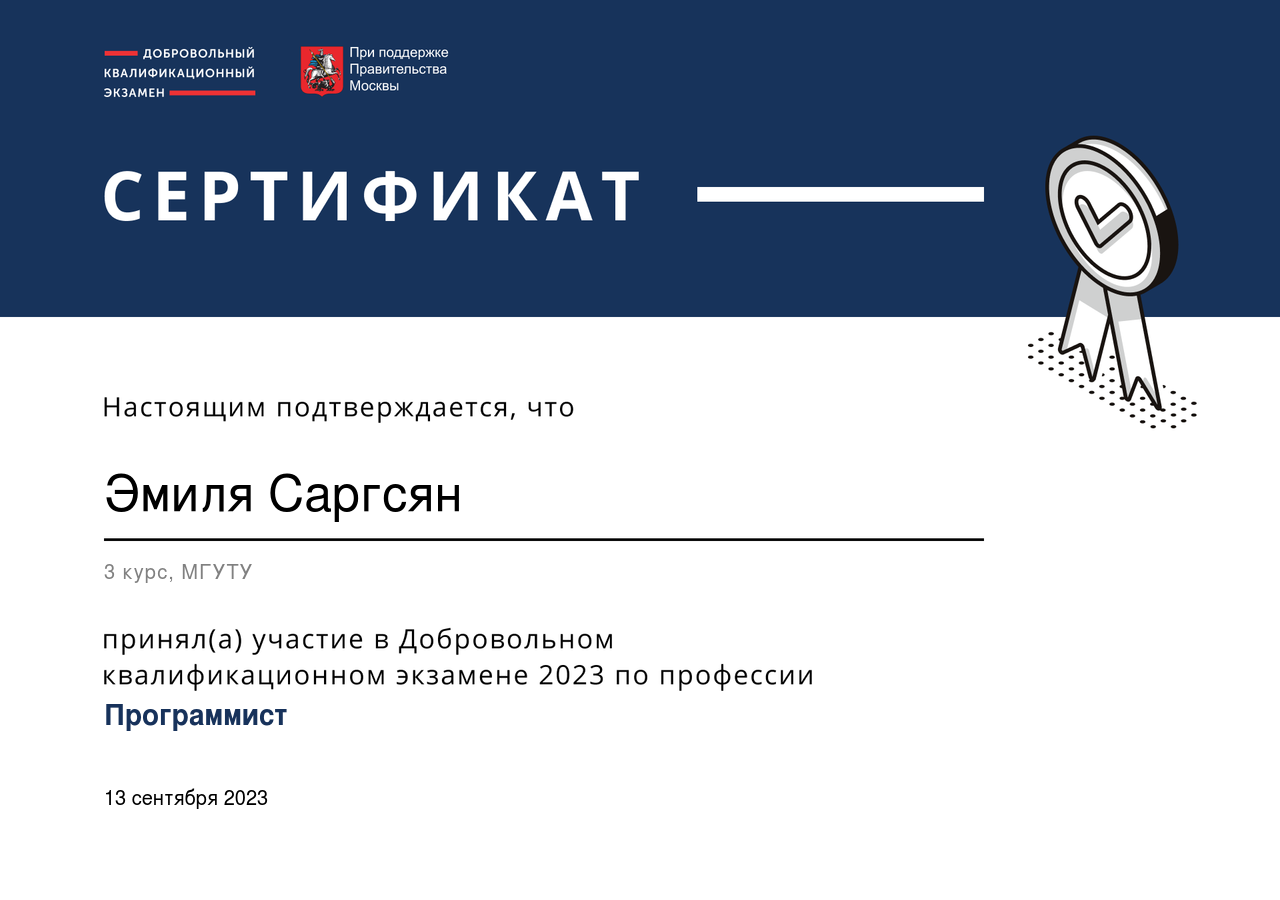 ДОБРОВОЛЬНЫЙ
КВАЛИФИКАЦИОННЫЙ
ЭКЗАМЕН
При поддержке
Правительства
Москвы
СЕРТИФИКАТ
Настоящим подтверждается, что
Эмиля Саргсян
3 курс, МГУТУ
принял(а) участие в Добровольном
квалификационном экзамене 2023 по профессии
Программист
13 сентября 2023